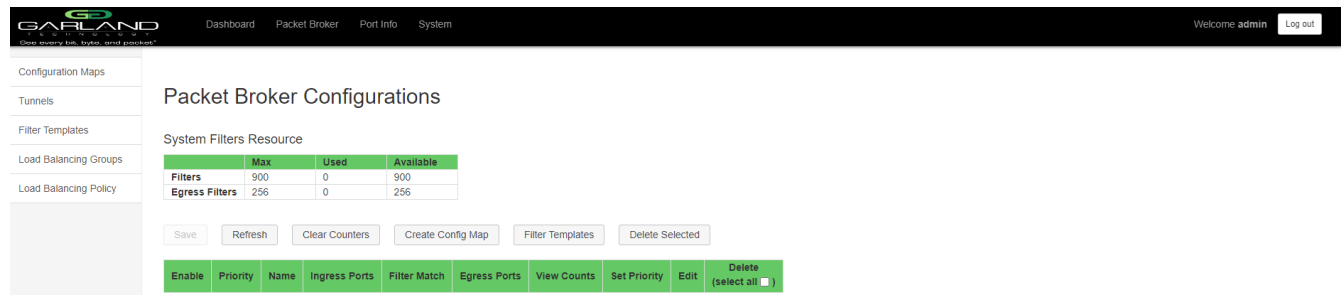 GARLAND
TECHNOLOGY
See every bit, byte, and packet®
Dashboard Packet Broker Port Info System
Welcome admin Log out
Configuration Maps
Tunnels
Filter Templates
Load Balancing Groups
Load Balancing Policy
Packet Broker Configurations
System Filters Resource
Max Used Available
Filters 900 0 900
Egress Filters 256 0 256
Save Refresh Clear Counters Create Config Map Filter Templates Delete Selected
Enable Priority Name Ingress Ports Filter Match Egress Ports View Counts Set Priority Edit Delete
(select all )